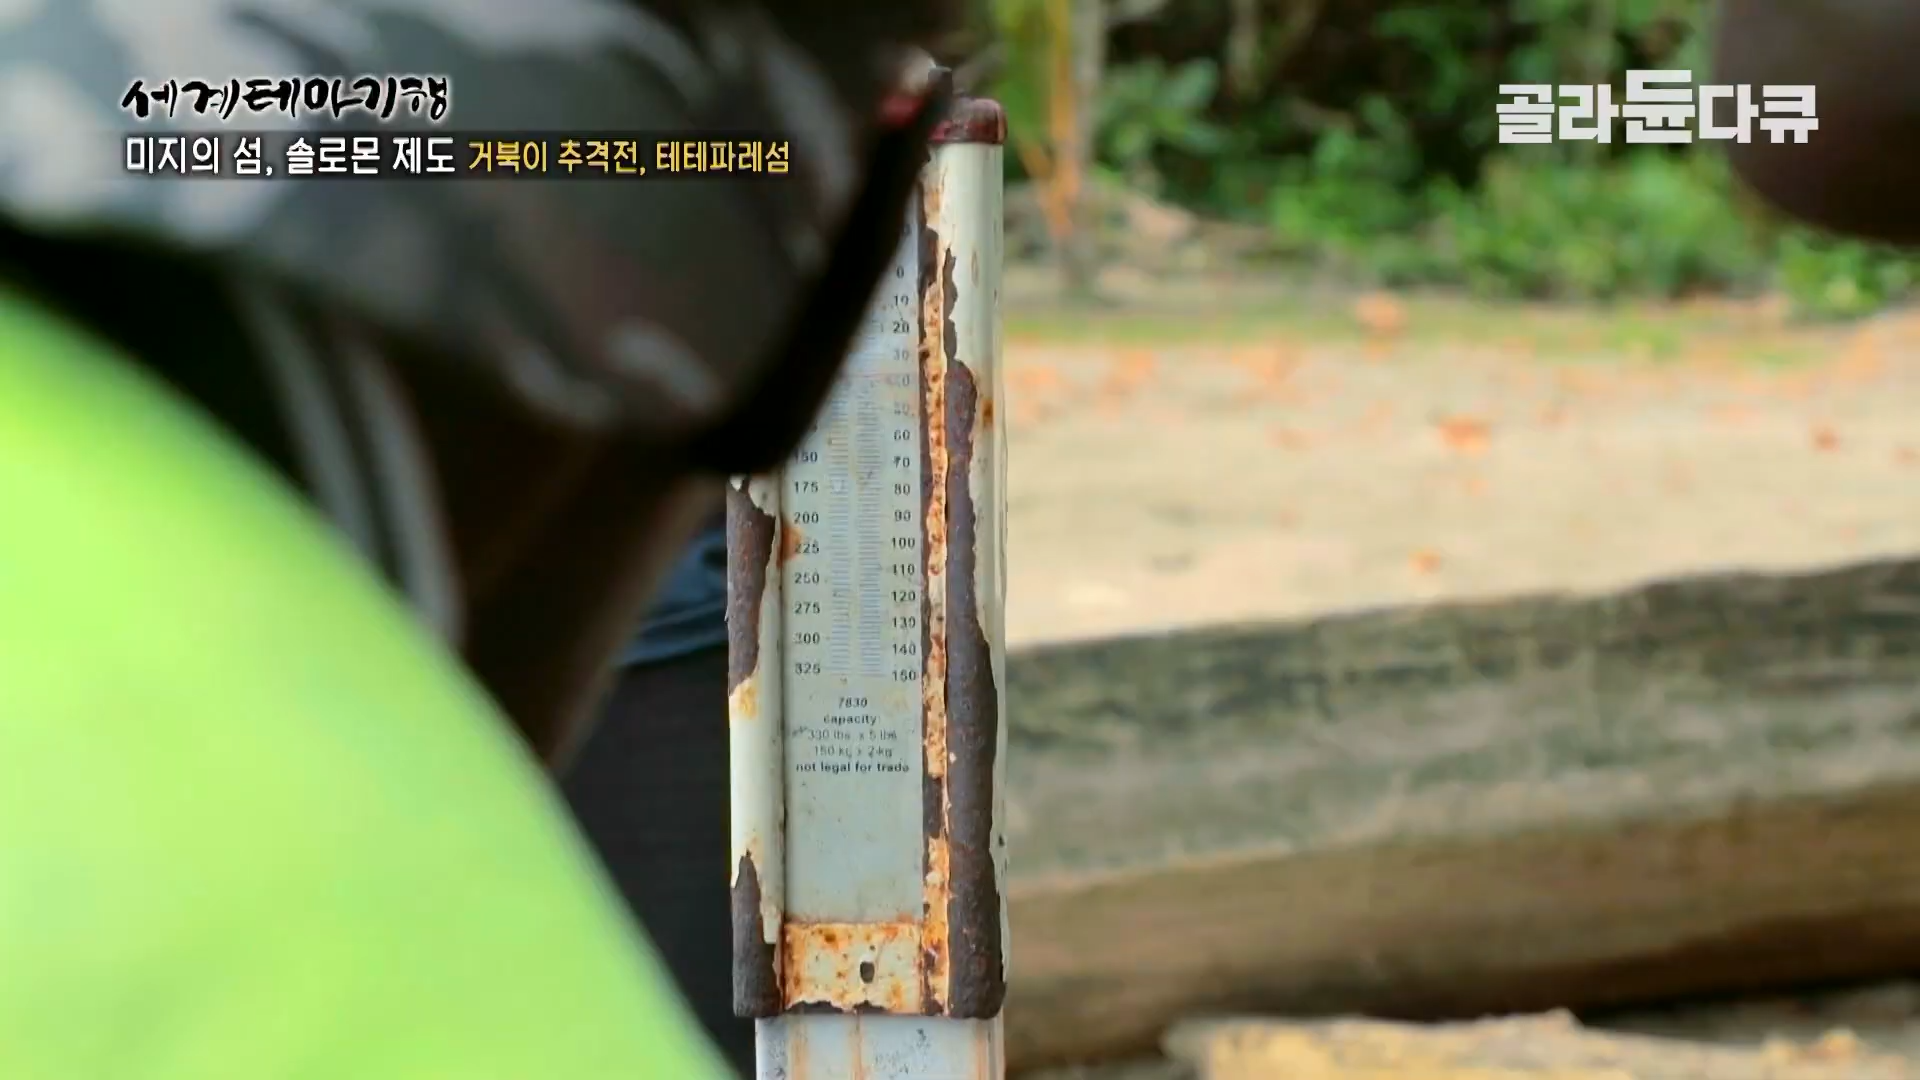 세계테마기행
골라듄다큐
미지의 섬, 솔로몬 제도 거북이 추격전, 테테파레섬
0
10
20
30
60
150 70
175 80
200 90
225 100
250 110
275 120
300 130
325 140
150
7830
capacity
330 lbs x 5 lbs
150 kg x 2 kg
not legal for trade